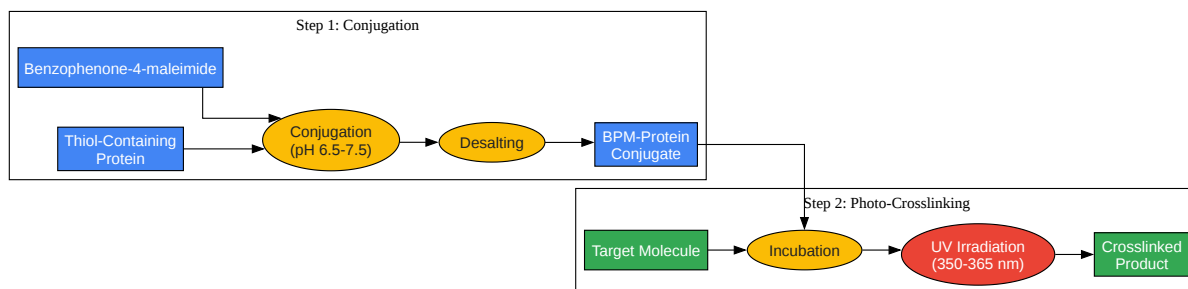 Step 1: Conjugation
Benzophenone-4-maleimide
Thiol-Containing
Protein
Conjugation
(pH 6.5-7.5)
Desalting
BPM-Protein
Conjugate
Step 2: Photo-Crosslinking
Target Molecule
Incubation
UV Irradiation
(350-365 nm)
Crosslinked
Product